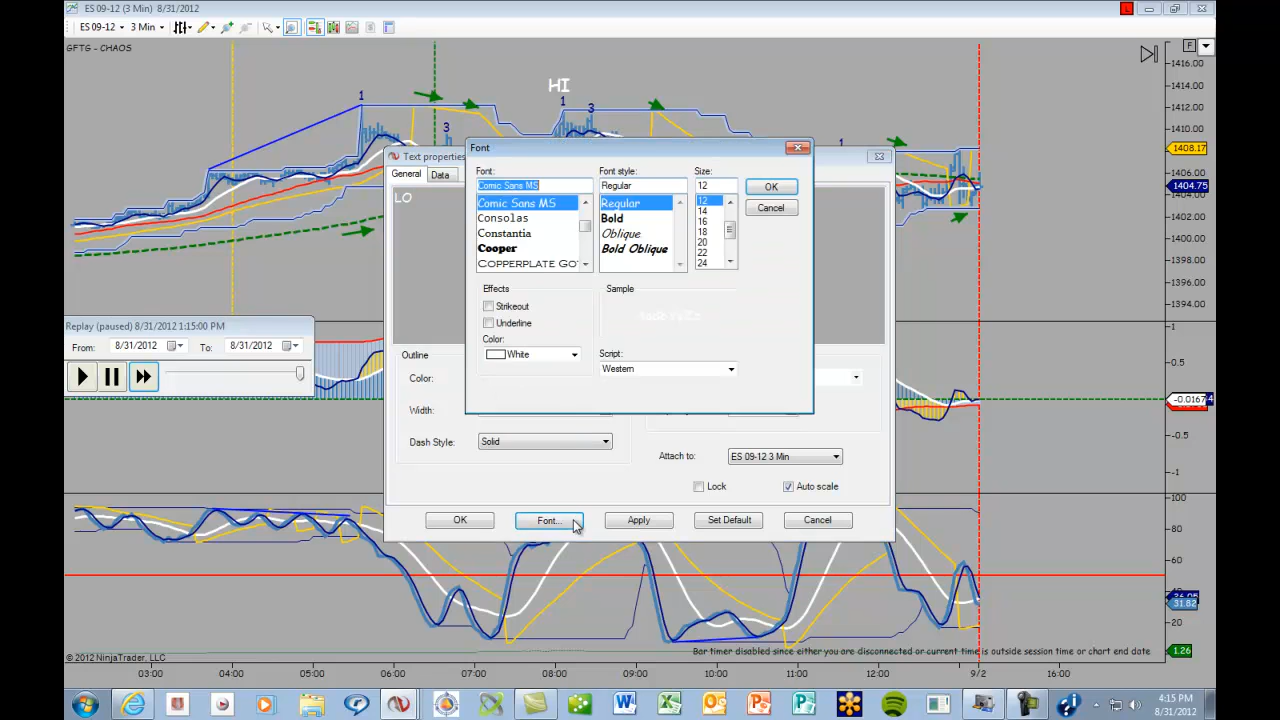 ES 09-12 (3 Min) 8/31/2012
L
ES 09-12
3 Min
GFTG - CHAOS
F
HI
1
1
3
3
1
1416.00
1414.00
1412.00
1410.00
1408.17
1404.75
1402.00
1400.00
1398.00
1396.00
1394.00
Text properties
General
Data
LO
Font
Font:
Comic Sans MS
Comic Sans MS
Consolas
Constantia
Cooper
Font style:
Regular
Regular
Bold
Oblique
Bold Oblique
Size:
12
12
14
16
18
20
22
24
OK
Cancel
Effects
Strikeout
Underline
Color:
White
Sample
Script:
Western
Replay (paused) 8/31/2012 1:15:00 PM
From: 8/31/2012 To: 8/31/2012
Outline
Color:
Width:
Dash Style: Solid
Attach to: ES 09-12 3 Min
Lock
Auto scale
OK
Font...
Apply
Set Default
Cancel
1
0.5
-0.0167
-0.5
-1
100
80
60
31.82
20
1.26
Bar timer disabled since either you are disconnected or current time is outside session time or chart end date
© 2012 NinjaTrader, LLC
03:00 04:00 05:00 06:00 07:00 08:00 09:00 10:00 11:00 12:00 9/2 16:00
4:15 PM
8/31/2012